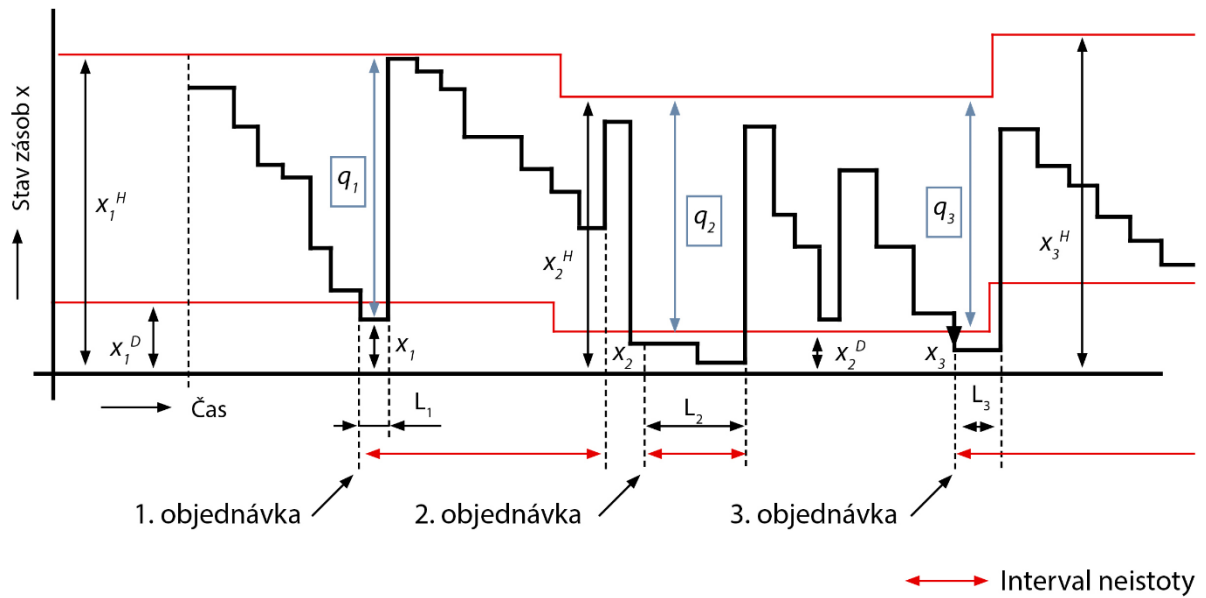 Stav zásob x
x₁ᴴ
q₁
x₂ᴴ
q₂
q₃
x₃ᴴ
x₁ᴰ
x₁
x₂
x₂ᴰ
x₃
Čas
L₁
L₂
L₃
1. objednávka
2. objednávka
3. objednávka
Interval neistoty